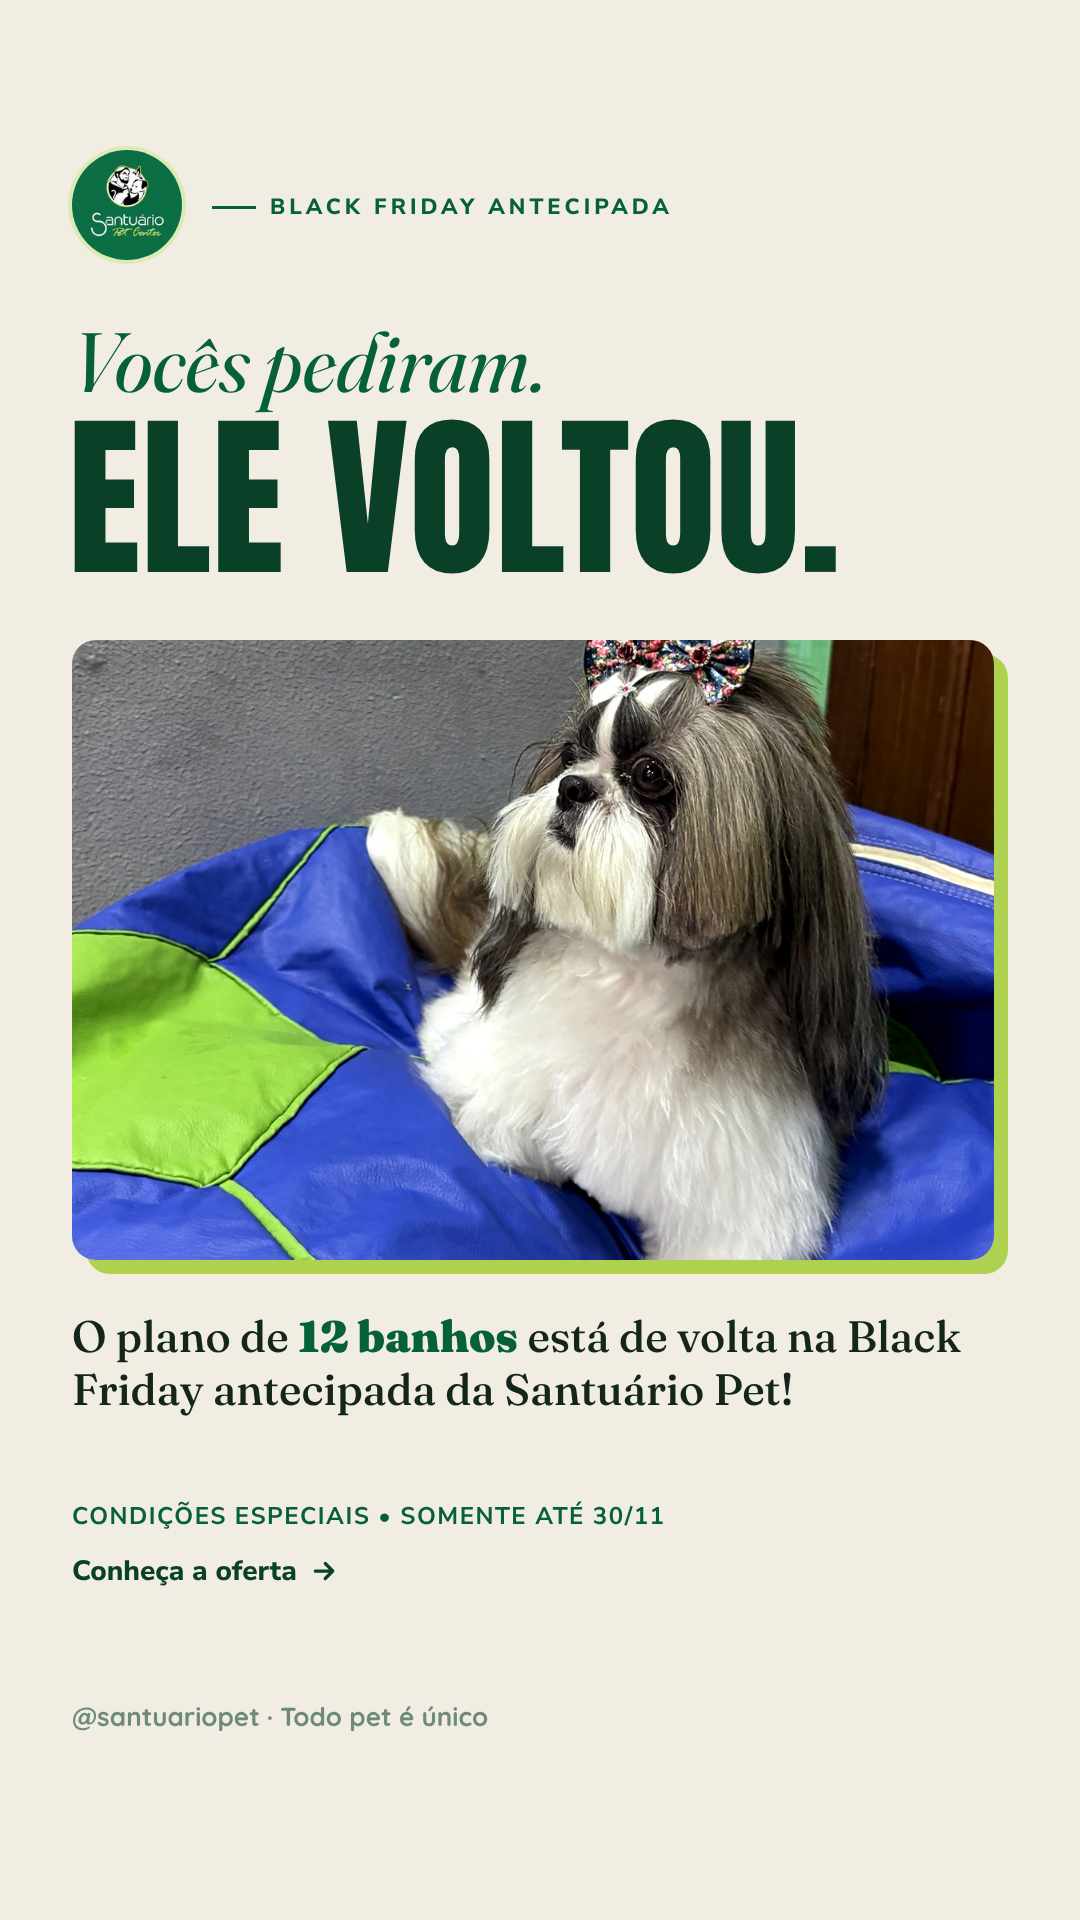 Santuário
Pet Center
BLACK FRIDAY ANTECIPADA
Vocês pediram.
ELE VOLTOU.
O plano de 12 banhos está de volta na Black
Friday antecipada da Santuário Pet!
CONDIÇÕES ESPECIAIS • SOMENTE ATÉ 30/11
Conheça a oferta →
@santuariopet · Todo pet é único